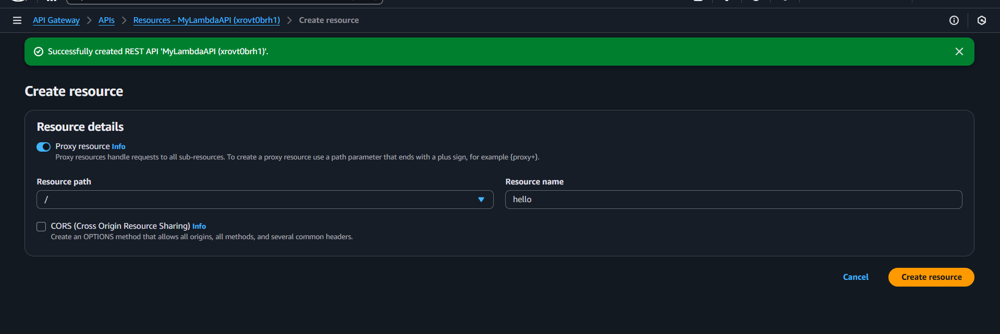 API Gateway > APIs > Resources - MyLambdaAPI (xrovt0brh1) > Create resource
Successfully created REST API 'MyLambdaAPI (xrovt0brh1)'.
Create resource
Resource details
Proxy resource Info
Proxy resources handle requests to all sub-resources. To create a proxy resource use a path parameter that ends with a plus sign, for example {proxy+}.
Resource path
/
Resource name
hello
CORS (Cross Origin Resource Sharing) Info
Create an OPTIONS method that allows all origins, all methods, and several common headers.
Cancel
Create resource